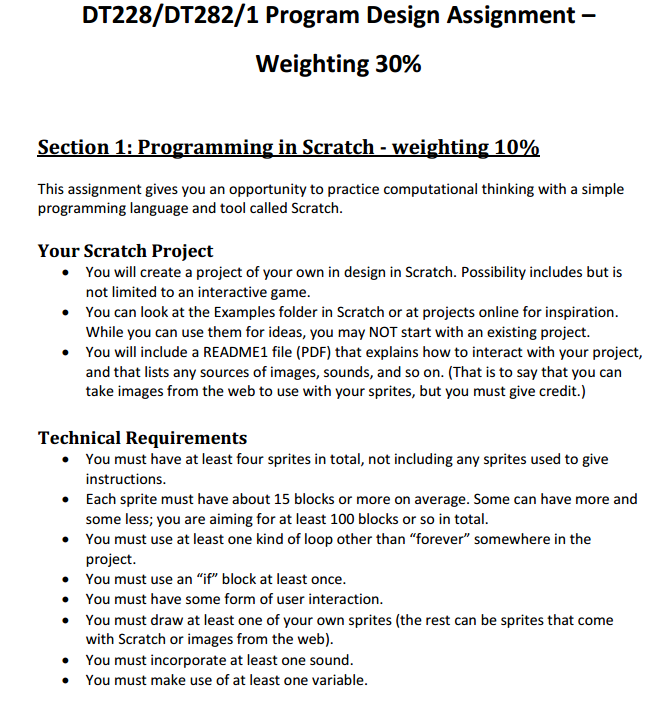 DT228/DT282/1 Program Design Assignment –
Weighting 30%
Section 1: Programming in Scratch - weighting 10%
This assignment gives you an opportunity to practice computational thinking with a simple
programming language and tool called Scratch.
Your Scratch Project
• You will create a project of your own in design in Scratch. Possibility includes but is
not limited to an interactive game.
• You can look at the Examples folder in Scratch or at projects online for inspiration.
While you can use them for ideas, you may NOT start with an existing project.
• You will include a README1 file (PDF) that explains how to interact with your project,
and that lists any sources of images, sounds, and so on. (That is to say that you can
take images from the web to use with your sprites, but you must give credit.)
Technical Requirements
• You must have at least four sprites in total, not including any sprites used to give
instructions.
• Each sprite must have about 15 blocks or more on average. Some can have more and
some less; you are aiming for at least 100 blocks or so in total.
• You must use at least one kind of loop other than “forever” somewhere in the
project.
• You must use an “if” block at least once.
• You must have some form of user interaction.
• You must draw at least one of your own sprites (the rest can be sprites that come
with Scratch or images from the web).
• You must incorporate at least one sound.
• You must make use of at least one variable.